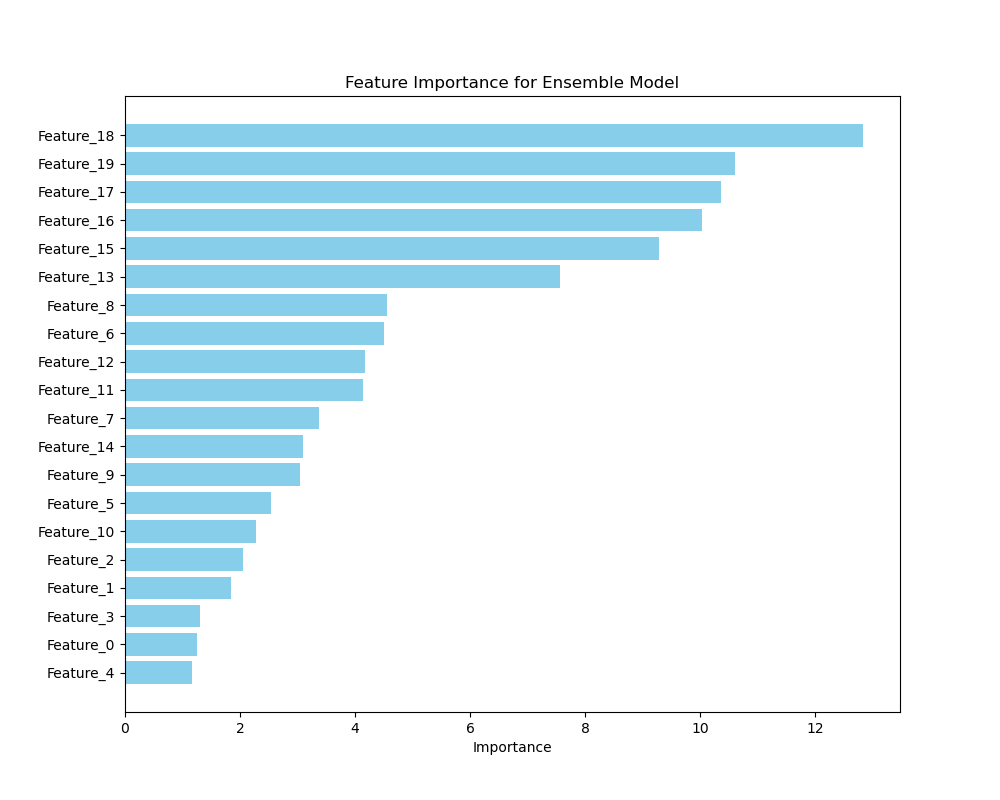 Feature Importance for Ensemble Model
Feature_18
Feature_19
Feature_17
Feature_16
Feature_15
Feature_13
Feature_8
Feature_6
Feature_12
Feature_11
Feature_7
Feature_14
Feature_9
Feature_5
Feature_10
Feature_2
Feature_1
Feature_3
Feature_0
Feature_4
0 2 4 6 8 10 12
Importance